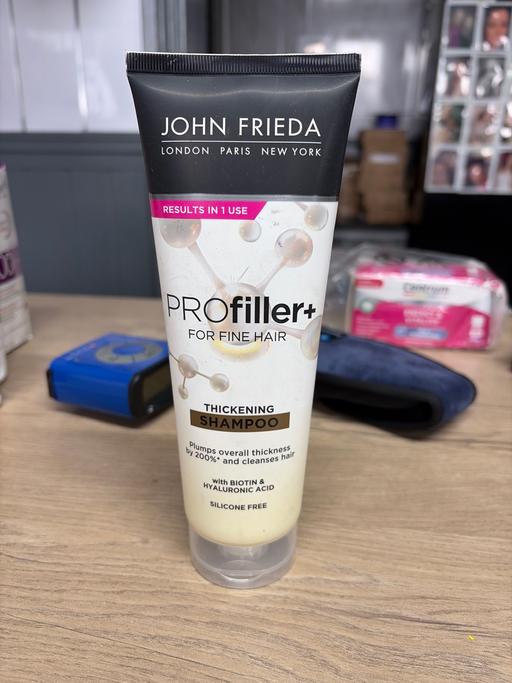 JOHN FRIEDA
LONDON PARIS NEW YORK
RESULTS IN 1 USE
PROfiller+
FOR FINE HAIR
THICKENING
SHAMPOO
Plumps overall thickness
by 200%* and cleanses hair
with BIOTIN &
HYALURONIC ACID
SILICONE FREE
Centrum